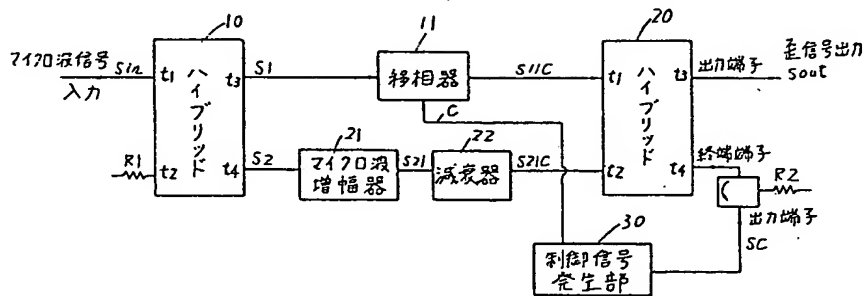 10
11
20
マイクロ波信号
Sin
入力
t1
t2
t3
t4
ハイブリッド
R1
S1
S2
移相器
S11C
C
21
マイクロ波
増幅器
S21
22
減衰器
S21C
t1
t2
t3
t4
ハイブリッド
出力端子
歪信号出力
Sout
終端端子
R2
出力端子
SC
30
制御信号
発生部